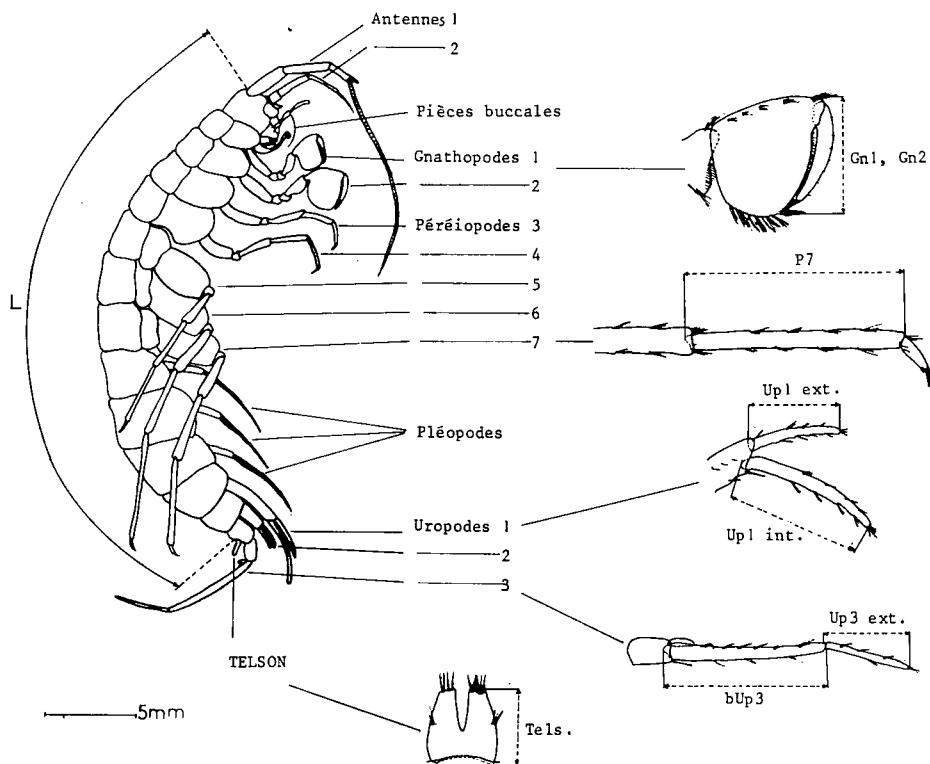 Antennes 1
2
Pièces buccales
Gnathopodes 1
2
Péréiopodes 3
4
5
6
7
Pléopodes
Uropodes 1
2
3
TELSON
L
5mm
Gn1, Gn2
P7
Up1 ext.
Up1 int.
Up3 ext.
bUp3
Tels.